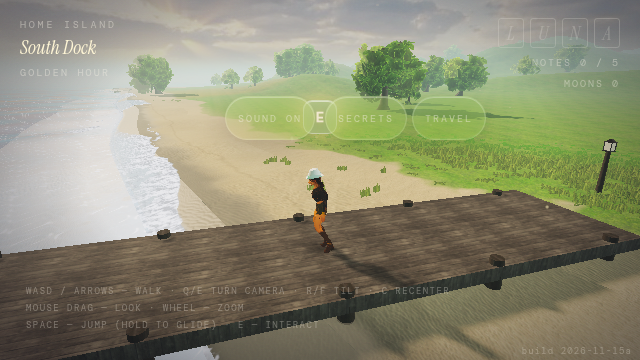 HOME ISLAND
South Dock
GOLDEN HOUR
LUNA
NOTES 0 / 5
MOONS 0
SOUND ON E SECRETS TRAVEL
WASD / ARROWS — WALK · Q/E TURN CAMERA · R/F TILT · C RECENTER
MOUSE DRAG — LOOK · WHEEL — ZOOM
SPACE — JUMP (HOLD TO GLIDE) · E — INTERACT
build 2026-11-15a